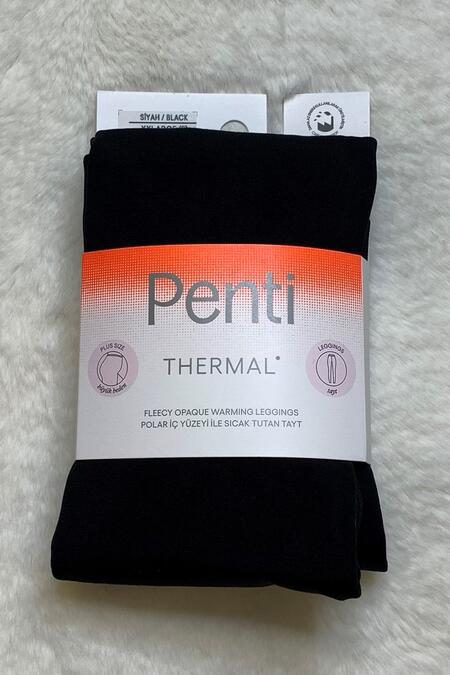 SİYAH / BLACK
Penti
THERMAL
PLUS SIZE
büyük beden
LEGGINGS
tayt
FLEECY OPAQUE WARMING LEGGINGS
POLAR İÇ YÜZEYİ İLE SICAK TUTAN TAYT